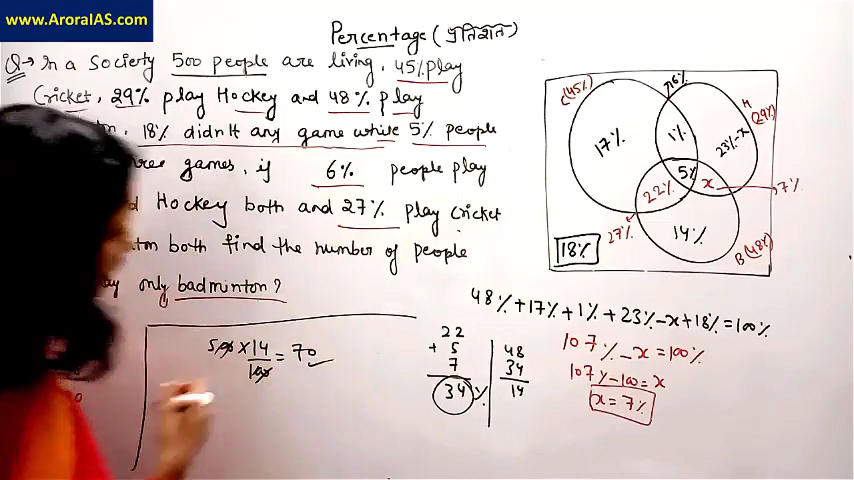 www.AroraIAS.com
Percentage (प्रतिशत)
Q→ In a Society 500 people are living, 45% play
Cricket, 29% play Hockey and 48% play
18% didn't any game while 5% people
three games, if 6% people play
Hockey both and 27% play cricket
both find the number of people
only badminton?
C(45%)
6%
H
(29%)
17%
1%
23%-x
5%
22%
x
7%
27%
14%
B(48%)
18%
48%+17%+1%+23%-x+18%=100%
107%-x=100%
107%-100=x
x=7%
22
+ 5
7
34%
48
34
14
500×14
100
=70